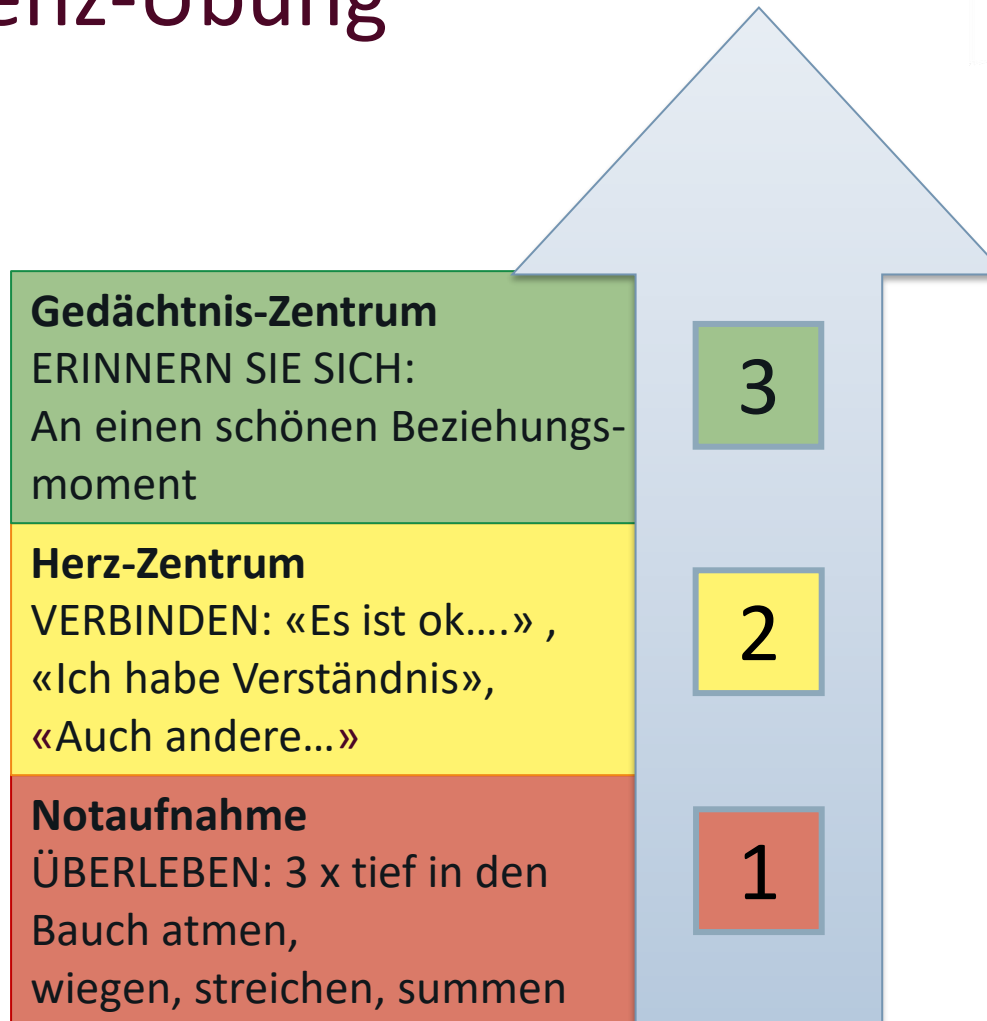 enz-Übung
Gedächtnis-Zentrum
ERINNERN SIE SICH:
An einen schönen Beziehungs-
moment
3
Herz-Zentrum
VERBINDEN: «Es ist ok....» ,
«Ich habe Verständnis»,
«Auch andere...»
2
Notaufnahme
ÜBERLEBEN: 3 x tief in den
Bauch atmen,
wiegen, streichen, summen
1